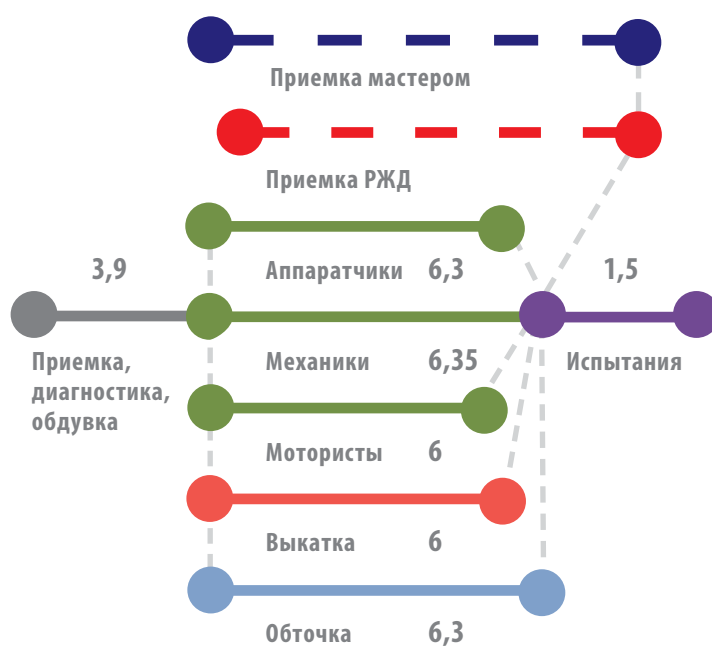 Приемка мастером
Приемка РЖД
3,9
Аппаратчики 6,3
1,5
Приемка,
диагностика,
обдувка
Механики 6,35
Испытания
Мотористы 6
Выкатка 6
Обточка 6,3